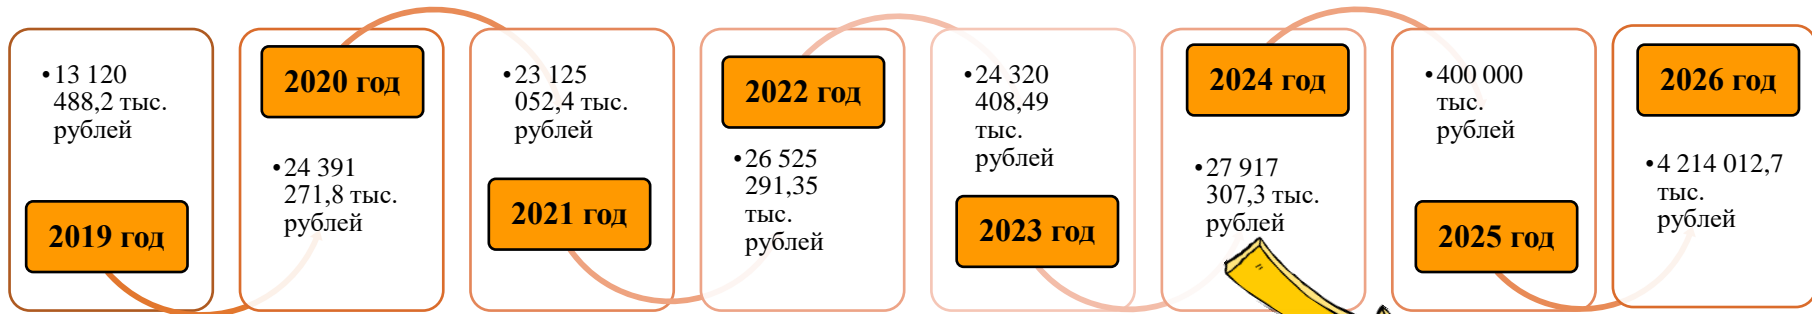 •13 120
488,2 тыс.
рублей
2019 год
2020 год
•24 391
271,8 тыс.
рублей
•23 125
052,4 тыс.
рублей
2021 год
2022 год
•26 525
291,35
тыс.
рублей
•24 320
408,49
тыс.
рублей
2023 год
2024 год
•27 917
307,3 тыс.
рублей
•400 000
тыс.
рублей
2025 год
2026 год
•4 214 012,7
тыс.
рублей